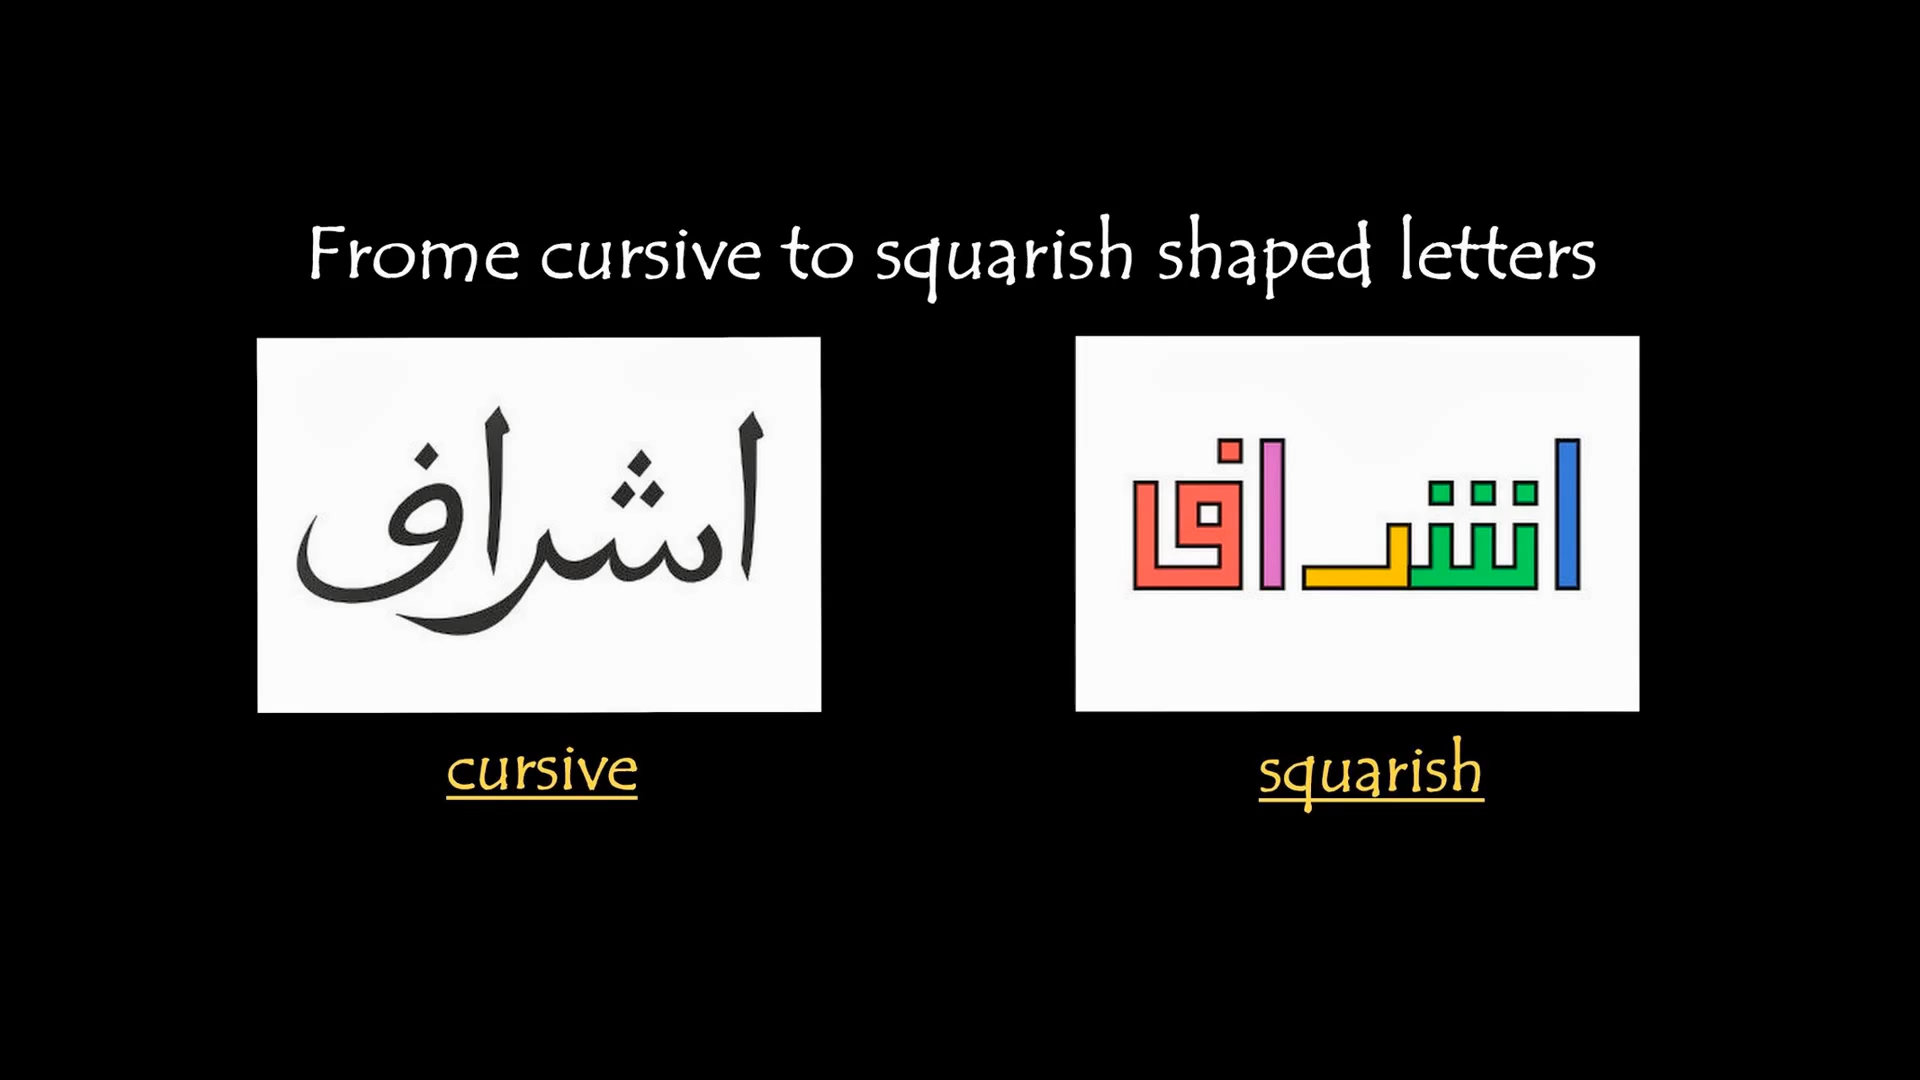 Frome cursive to squarish shaped letters
اشراف
اشراف
cursive
squarish